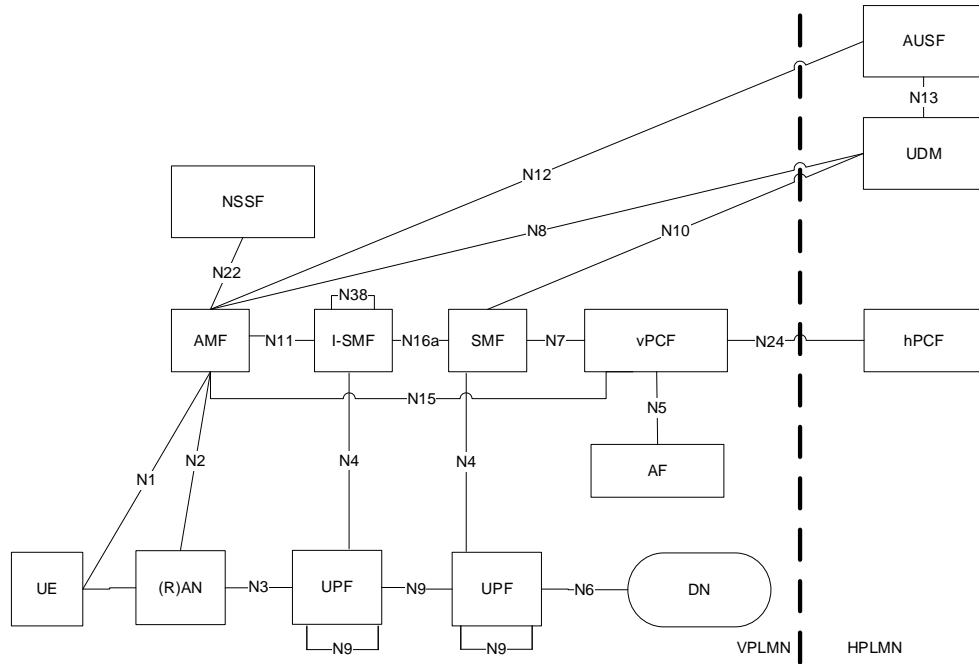 AUSF
N13
UDM
N12
NSSF
N8
N10
N22
N38
AMF
N11
I-SMF
N16a
SMF
N7
vPCF
N24
hPCF
N15
N5
N4
N4
AF
N1
N2
UE
(R)AN
N3
UPF
N9
UPF
N6
DN
N9
N9
VPLMN
HPLMN